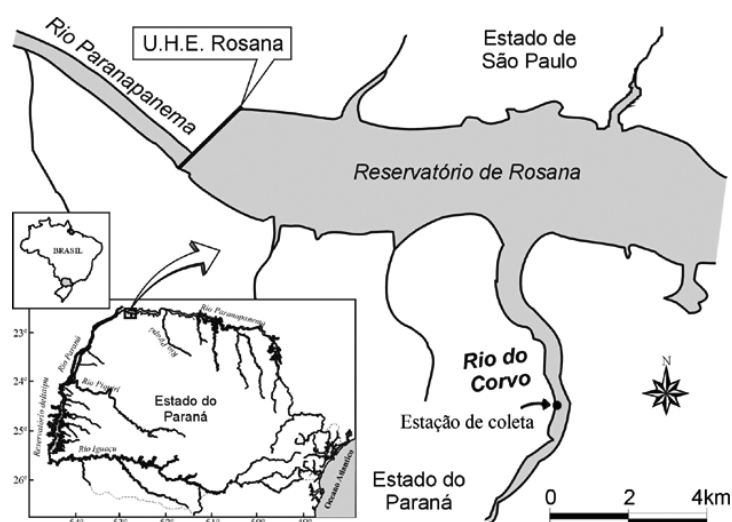 Rio Paranapanema
U.H.E. Rosana
Estado de
São Paulo
Reservatório de Rosana
BRASIL
Rio Paranapanema
23°
Rio Paraná
24°
Rio Piquiri
Estado do
Paraná
25°
Rio Iguaçu
26°
Oceano Atlântico
Rio do
Corvo
Estação de coleta
Estado do
Paraná
N
0 2 4km